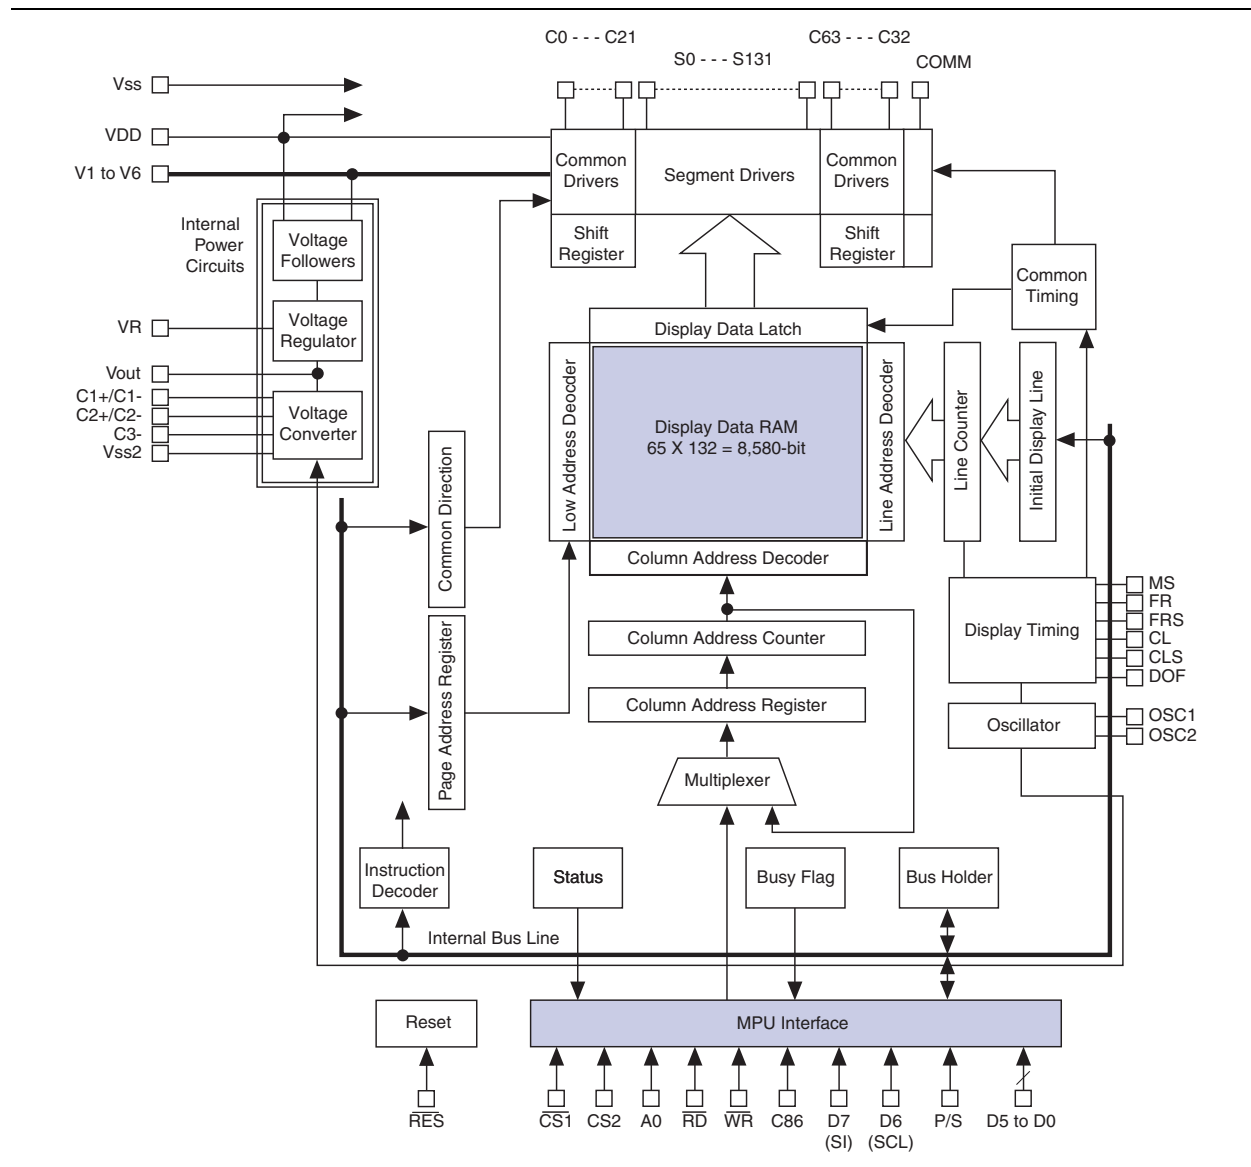 C0 - - - C21
C63 - - - C32
S0 - - - S131
COMM
Vss
VDD
V1 to V6
Common
Drivers
Segment Drivers
Common
Drivers
Shift
Register
Shift
Register
Internal
Power
Circuits
Voltage
Followers
Common
Timing
VR
Voltage
Regulator
Display Data Latch
Vout
C1+/C1-
C2+/C2-
C3-
Vss2
Voltage
Converter
Display Data RAM
65 X 132 = 8,580-bit
Low Address Deocder
Line Address Deocder
Line Counter
Initial Display Line
Common Direction
Column Address Decoder
MS
FR
FRS
CL
CLS
DOF
Display Timing
Column Address Counter
Page Address Register
Column Address Register
OSC1
OSC2
Oscillator
Multiplexer
Instruction
Decoder
Status
Busy Flag
Bus Holder
Internal Bus Line
Reset
MPU Interface
RES
CS1
CS2
A0
RD
WR
C86
D7
(SI)
D6
(SCL)
P/S
D5 to D0